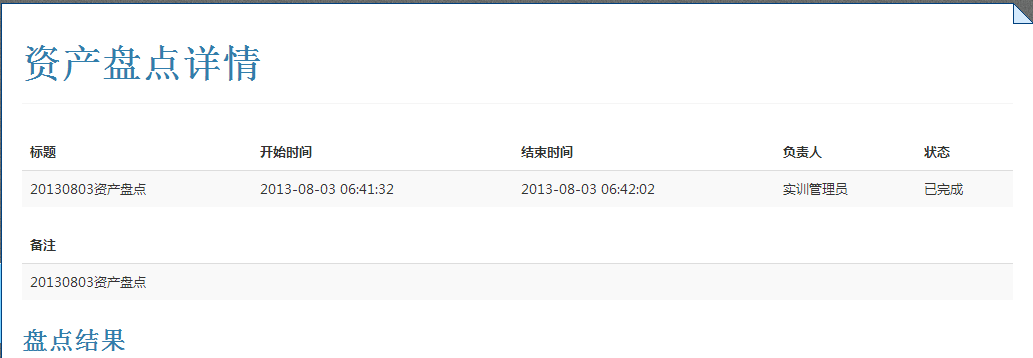 资产盘点详情
标题 开始时间 结束时间 负责人 状态
20130803资产盘点 2013-08-03 06:41:32 2013-08-03 06:42:02 实训管理员 已完成
备注
20130803资产盘点
盘点结果